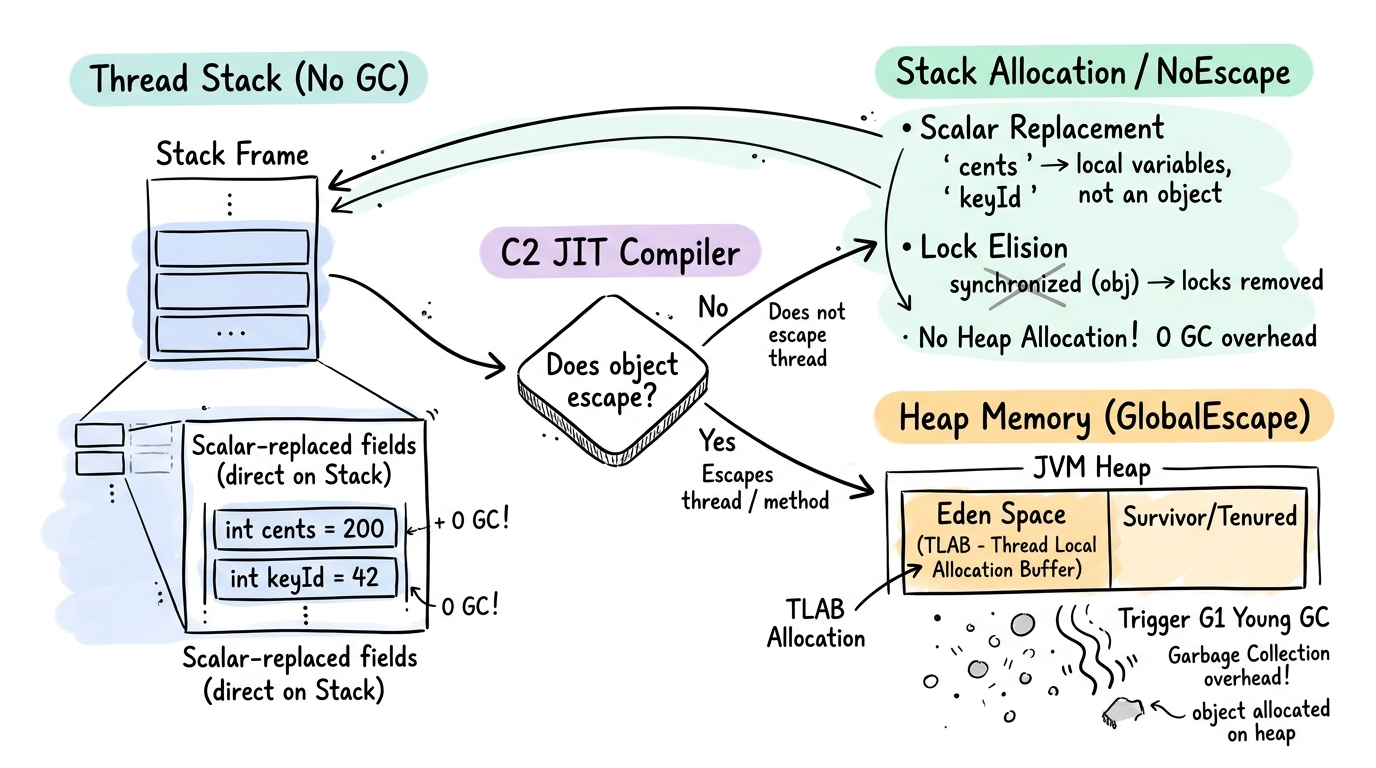 Thread Stack (No GC)
Stack Frame
⋮
...
Scalar-replaced fields
(direct on Stack)
int cents = 200
int keyId = 42
⋮
+ 0 GC!
0 GC!
Scalar-replaced fields
(direct on Stack)
C2 JIT Compiler
Does object
escape?
No
Does not
escape
thread
Yes
Escapes
thread / method
Stack Allocation / NoEscape
• Scalar Replacement
‘ cents ’ → local variables,
‘ keyId ’ not an object
• Lock Elision
synchronized (obj) → locks removed
· No Heap Allocation! 0 GC overhead
Heap Memory (GlobalEscape)
JVM Heap
Eden Space
(TLAB - Thread Local
Allocation Buffer)
Survivor/Tenured
TLAB
Allocation
Trigger G1 Young GC
Garbage Collection
overhead!
object allocated
on heap